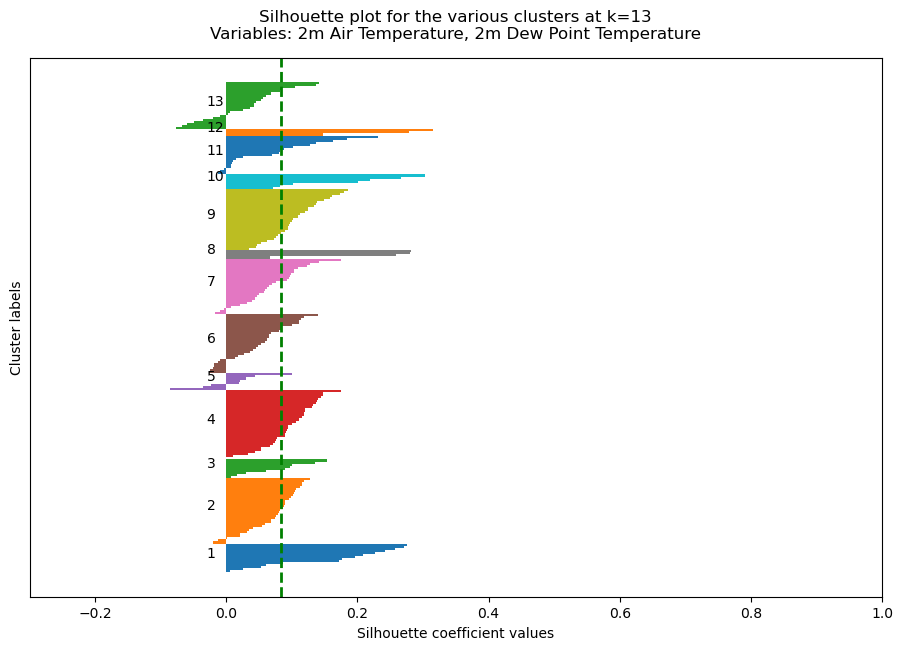 Silhouette plot for the various clusters at k=13
Variables: 2m Air Temperature, 2m Dew Point Temperature
Cluster labels
13
12
11
10
9
8
7
6
5
4
3
2
1
−0.2 0.0 0.2 0.4 0.6 0.8 1.0
Silhouette coefficient values